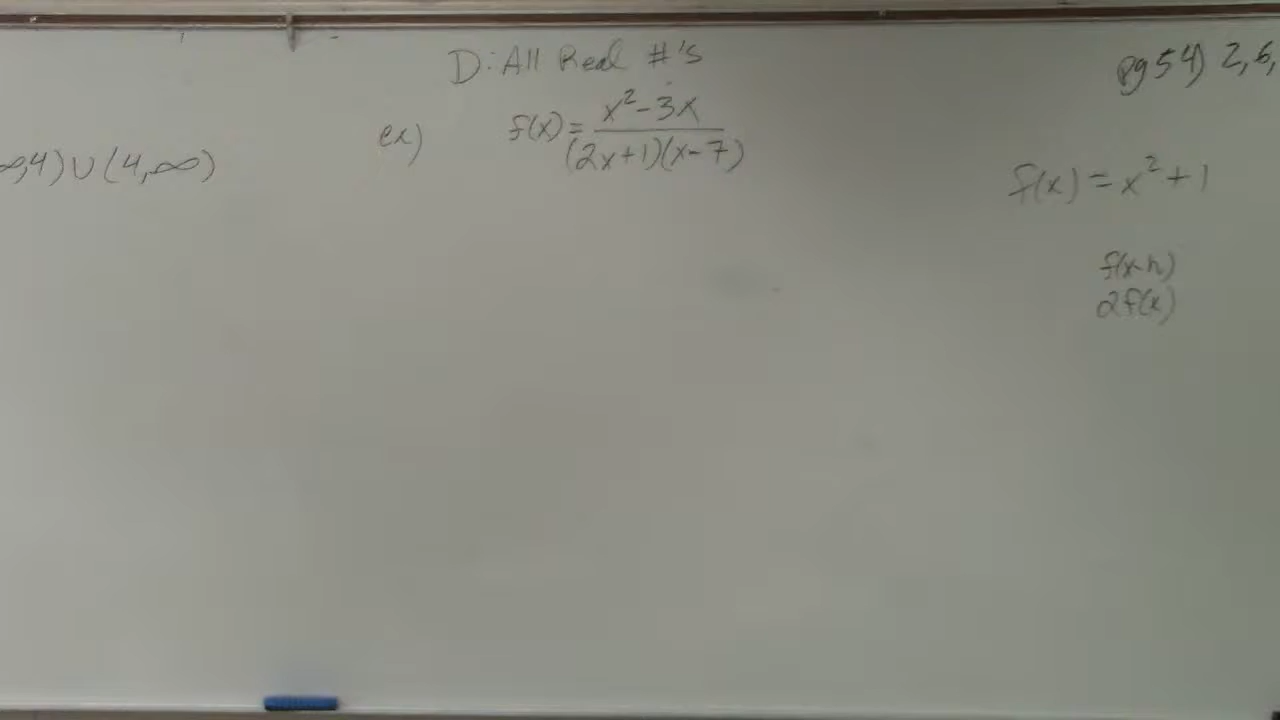 D: All Real #'s
ex) f(x) = x² - 3x / (2x+1)(x-7)
,4) ∪ (4, ∞)
pg 54) 2, 6,
f(x) = x² + 1
f(x-h)
2f(x)